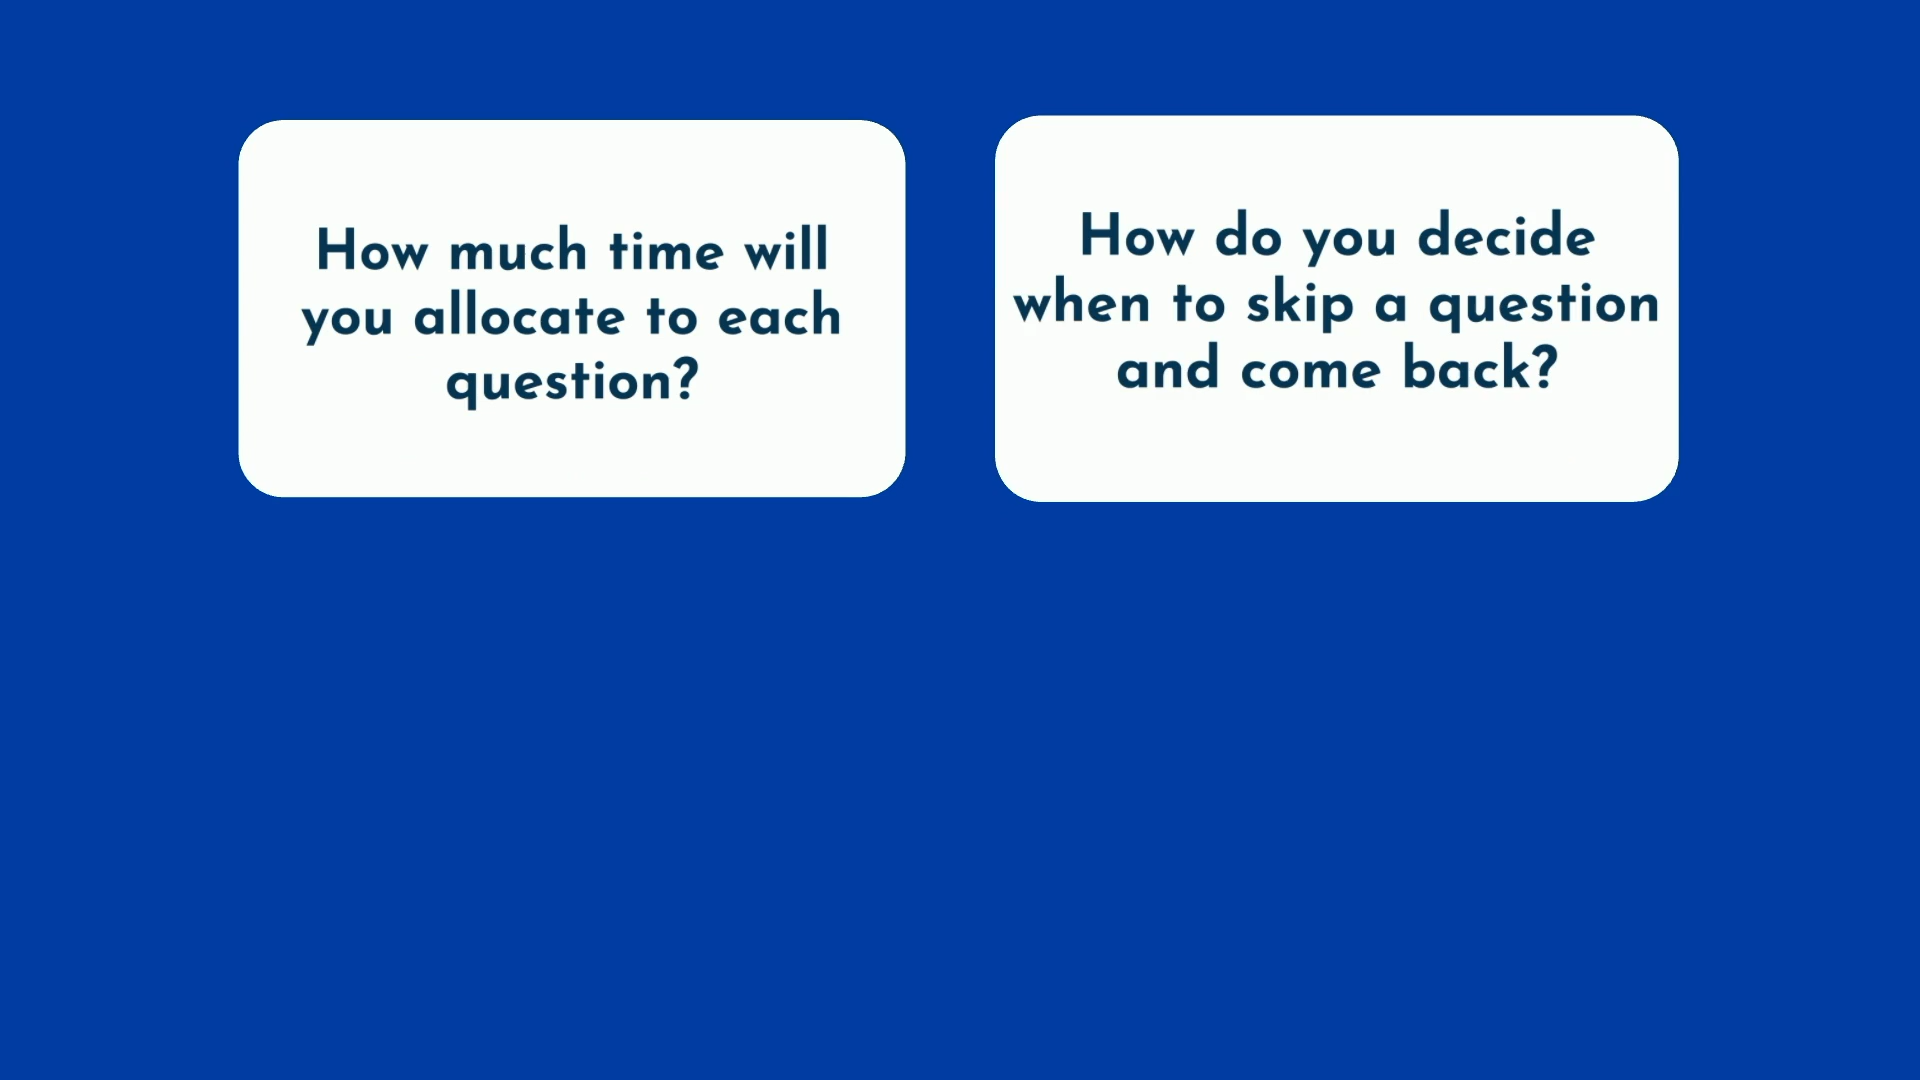 How much time will
you allocate to each
question?
How do you decide
when to skip a question
and come back?